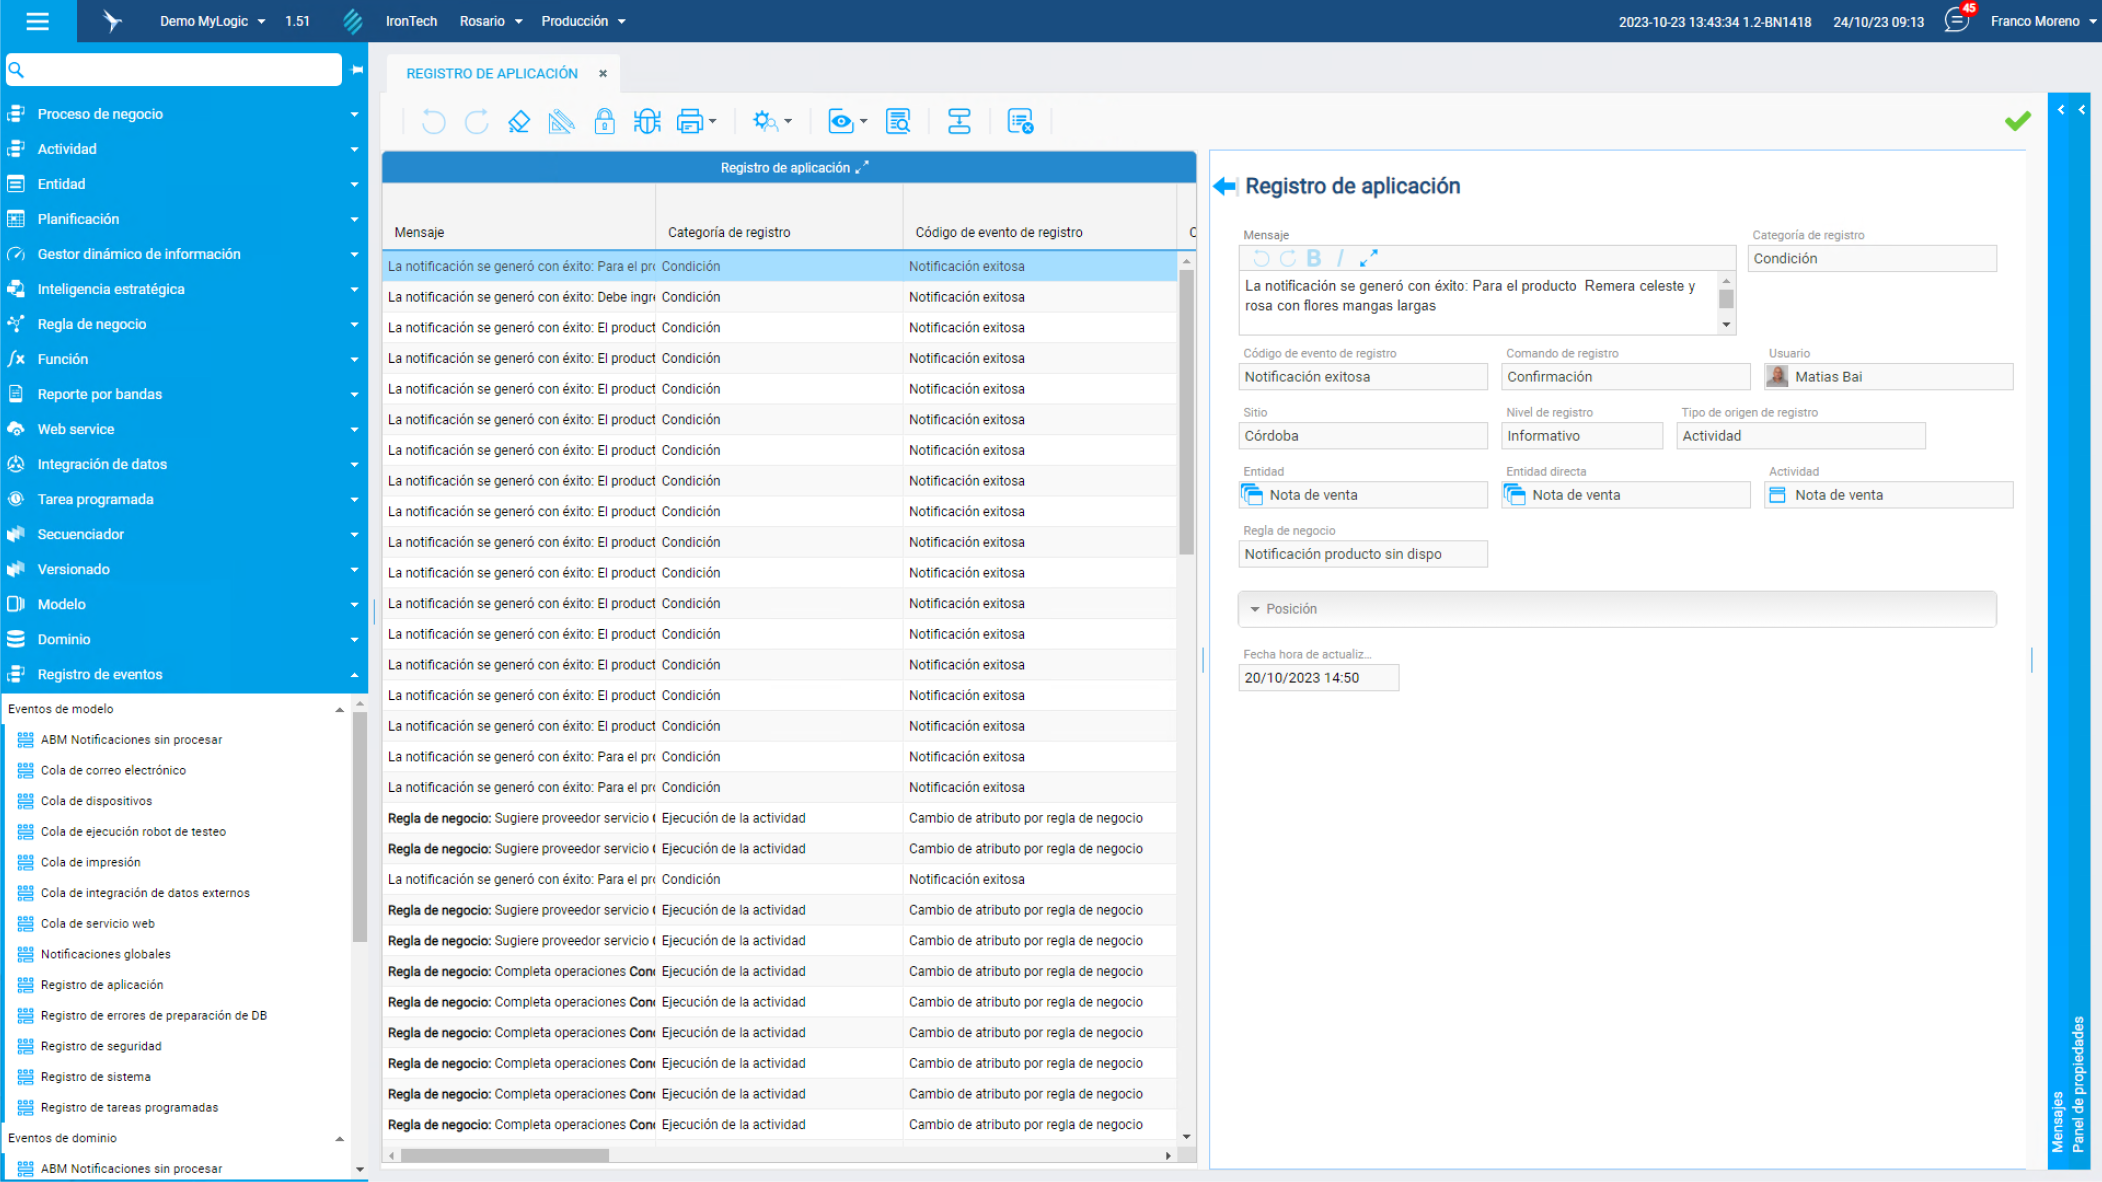 Demo MyLogic 1.51 IronTech Rosario Producción 2023-10-23 13:43:34 1.2-BN1418 24/10/23 09:13 45 Franco Moreno
REGISTRO DE APLICACIÓN
Proceso de negocio
Actividad
Entidad
Planificación
Gestor dinámico de información
Inteligencia estratégica
Regla de negocio
Función
Reporte por bandas
Web service
Integración de datos
Tarea programada
Secuenciador
Versionado
Modelo
Dominio
Registro de eventos
Eventos de modelo
ABM Notificaciones sin procesar
Cola de correo electrónico
Cola de dispositivos
Cola de ejecución robot de testeo
Cola de impresión
Cola de integración de datos externos
Cola de servicio web
Notificaciones globales
Registro de aplicación
Registro de errores de preparación de DB
Registro de seguridad
Registro de sistema
Registro de tareas programadas
Eventos de dominio
ABM Notificaciones sin procesar
Registro de aplicación
Mensaje Categoría de registro Código de evento de registro
La notificación se generó con éxito: Para el Condición Notificación exitosa
La notificación se generó con éxito: Debe Condición Notificación exitosa
La notificación se generó con éxito: El product Condición Notificación exitosa
La notificación se generó con éxito: El product Condición Notificación exitosa
La notificación se generó con éxito: El product Condición Notificación exitosa
La notificación se generó con éxito: El product Condición Notificación exitosa
La notificación se generó con éxito: El product Condición Notificación exitosa
La notificación se generó con éxito: El product Condición Notificación exitosa
La notificación se generó con éxito: El product Condición Notificación exitosa
La notificación se generó con éxito: El product Condición Notificación exitosa
La notificación se generó con éxito: El product Condición Notificación exitosa
La notificación se generó con éxito: El product Condición Notificación exitosa
La notificación se generó con éxito: El product Condición Notificación exitosa
La notificación se generó con éxito: El product Condición Notificación exitosa
La notificación se generó con éxito: El product Condición Notificación exitosa
La notificación se generó con éxito: El product Condición Notificación exitosa
La notificación se generó con éxito: Para el Condición Notificación exitosa
La notificación se generó con éxito: Para el Condición Notificación exitosa
Regla de negocio: Sugiere proveedor servicio Ejecución de la actividad Cambio de atributo por regla de negocio
Regla de negocio: Sugiere proveedor servicio Ejecución de la actividad Cambio de atributo por regla de negocio
La notificación se generó con éxito: Para el Condición Notificación exitosa
Regla de negocio: Sugiere proveedor servicio Ejecución de la actividad Cambio de atributo por regla de negocio
Regla de negocio: Sugiere proveedor servicio Ejecución de la actividad Cambio de atributo por regla de negocio
Regla de negocio: Completa operaciones Ejecución de la actividad Cambio de atributo por regla de negocio
Regla de negocio: Completa operaciones Ejecución de la actividad Cambio de atributo por regla de negocio
Regla de negocio: Completa operaciones Ejecución de la actividad Cambio de atributo por regla de negocio
Regla de negocio: Completa operaciones Ejecución de la actividad Cambio de atributo por regla de negocio
Regla de negocio: Completa operaciones Ejecución de la actividad Cambio de atributo por regla de negocio
Regla de negocio: Completa operaciones Ejecución de la actividad Cambio de atributo por regla de negocio
Registro de aplicación
Mensaje Categoría de registro
B I
Condición
La notificación se generó con éxito: Para el producto Remera celeste y
rosa con flores mangas largas
Código de evento de registro Comando de registro Usuario
Notificación exitosa Confirmación Matias Bai
Sitio Nivel de registro Tipo de origen de registro
Córdoba Informativo Actividad
Entidad Entidad directa Actividad
Nota de venta Nota de venta Nota de venta
Regla de negocio
Notificación producto sin dispo
Posición
Fecha hora de actualiz...
20/10/2023 14:50
Mensajes
Panel de propiedades